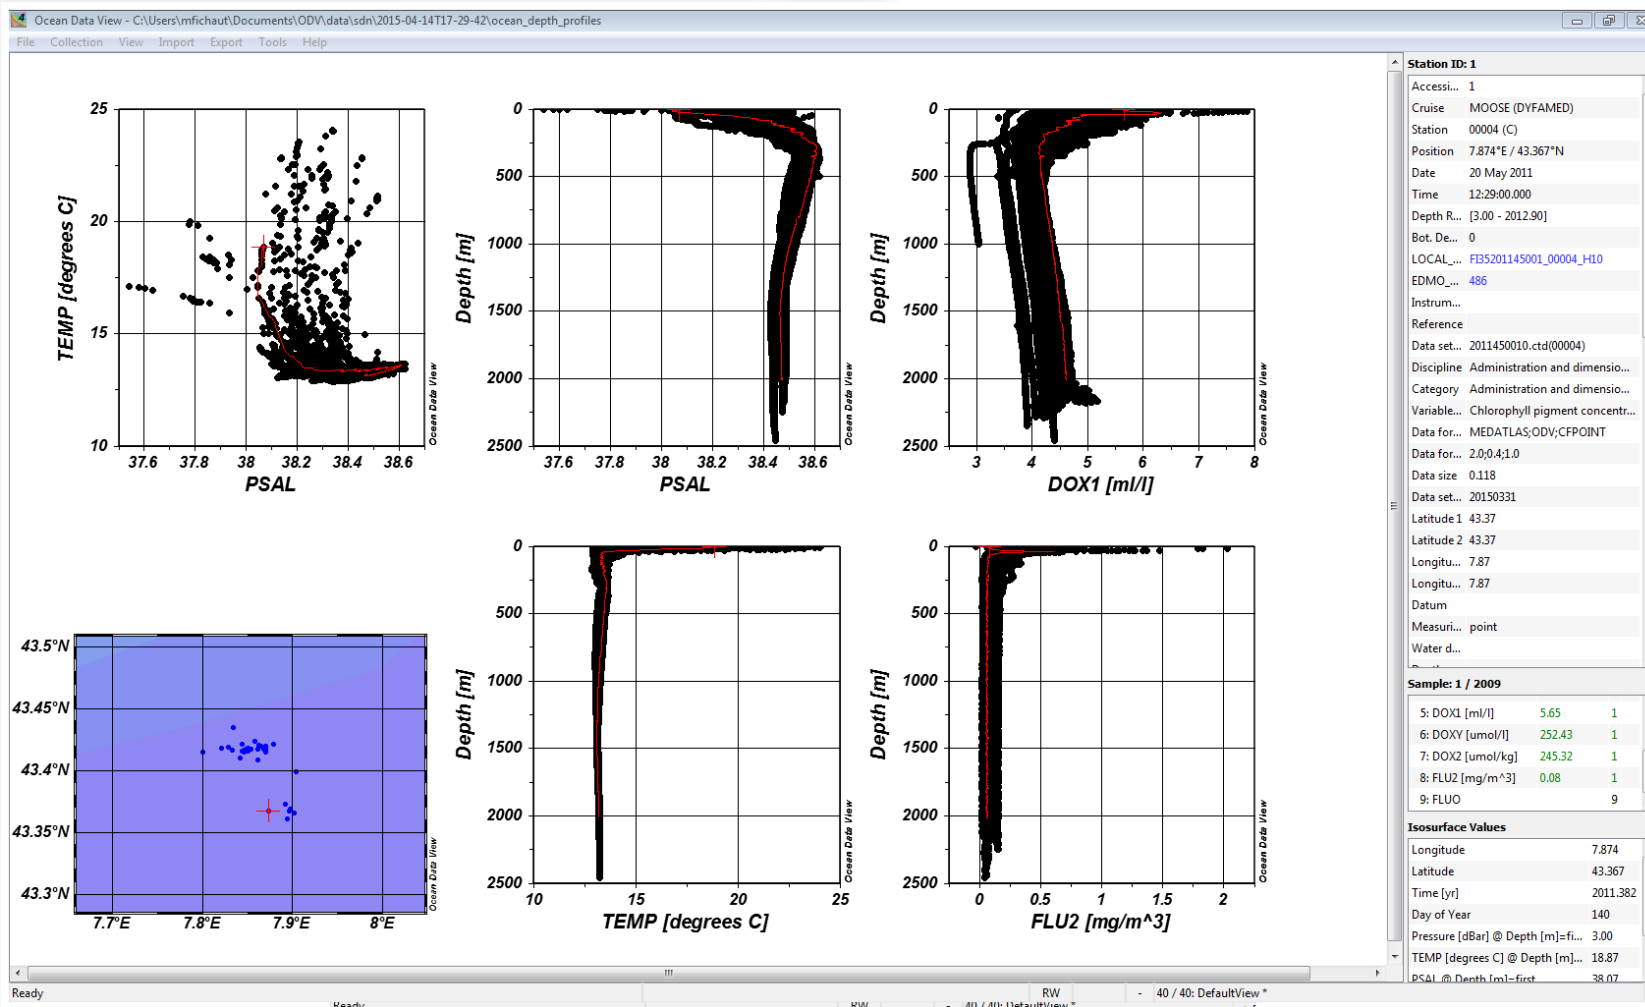 Ocean Data View - C:\Users\mfichaut\Documents\ODV\data\sdn\2015-04-14T17-29-42\ocean_depth_profiles
File Collection View Import Export Tools Help
25
20
15
10
TEMP [degrees C]
37.6 37.8 38 38.2 38.4 38.6
PSAL
Ocean Data View
0
500
1000
1500
2000
2500
Depth [m]
37.6 37.8 38 38.2 38.4 38.6
PSAL
Ocean Data View
0
500
1000
1500
2000
2500
Depth [m]
3 4 5 6 7 8
DOX1 [ml/l]
Ocean Data View
43.5°N
43.45°N
43.4°N
43.35°N
43.3°N
7.7°E 7.8°E 7.9°E 8°E
Ocean Data View
0
500
1000
1500
2000
2500
Depth [m]
10 15 20 25
TEMP [degrees C]
Ocean Data View
0
500
1000
1500
2000
2500
Depth [m]
0 0.5 1 1.5 2
FLU2 [mg/m^3]
Ocean Data View
Station ID: 1
Accessi... 1
Cruise MOOSE (DYFAMED)
Station 00004 (C)
Position 7.874°E / 43.367°N
Date 20 May 2011
Time 12:29:00.000
Depth R... [3.00 - 2012.90]
Bot. De... 0
LOCAL_... FI35201145001_00004_H10
EDMO_... 486
Instrum...
Reference
Data set... 2011450010.ctd(00004)
Discipline Administration and dimensio...
Category Administration and dimensio...
Variable... Chlorophyll pigment concentr...
Data for... MEDATLAS;ODV;CFPOINT
Data for... 2.0;0.4;1.0
Data size 0.118
Data set... 20150331
Latitude 1 43.37
Latitude 2 43.37
Longitu... 7.87
Longitu... 7.87
Datum
Measuri... point
Water d...
Sample: 1 / 2009
5: DOX1 [ml/l] 5.65 1
6: DOXY [umol/l] 252.43 1
7: DOX2 [umol/kg] 245.32 1
8: FLU2 [mg/m^3] 0.08 1
9: FLUO 9
Isosurface Values
Longitude 7.874
Latitude 43.367
Time [yr] 2011.382
Day of Year 140
Pressure [dBar] @ Depth [m]=fi... 3.00
TEMP [degrees C] @ Depth [m]... 18.87
PSAL @ Depth [m]=first 38.07
Ready RW - 40 / 40: DefaultView *
Ready RW - 40 / 40: DefaultView *